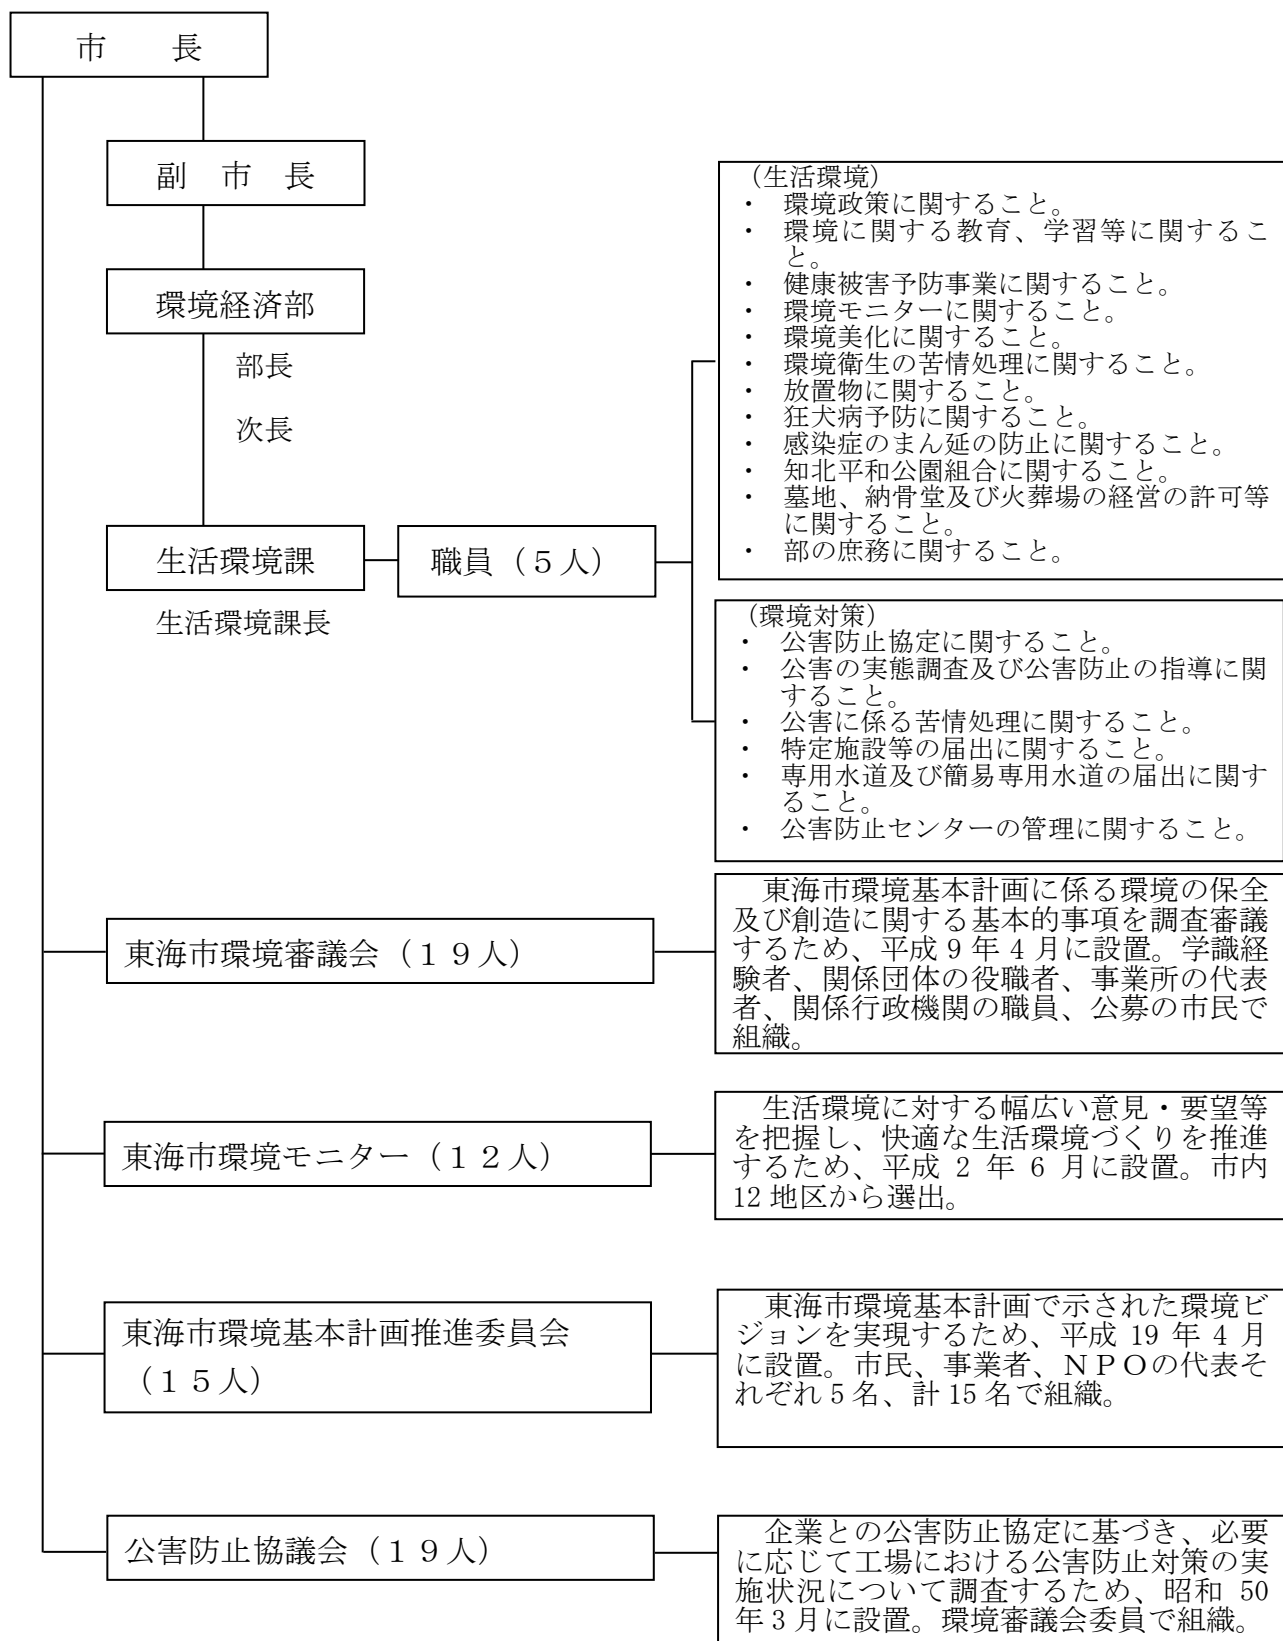 市　　長
副　市　長
環境経済部
部長
次長
生活環境課
生活環境課長
職員（５人）
（生活環境）
・　環境政策に関すること。
・　環境に関する教育、学習等に関するこ
と。
・　健康被害予防事業に関すること。
・　環境モニターに関すること。
・　環境美化に関すること。
・　環境衛生の苦情処理に関すること。
・　放置物に関すること。
・　狂犬病予防に関すること。
・　感染症のまん延の防止に関すること。
・　知北平和公園組合に関すること。
・　墓地、納骨堂及び火葬場の経営の許可等
に関すること。
・　部の庶務に関すること。
（環境対策）
・　公害防止協定に関すること。
・　公害の実態調査及び公害防止の指導に関
すること。
・　公害に係る苦情処理に関すること。
・　特定施設等の届出に関すること。
・　専用水道及び簡易専用水道の届出に関す
ること。
・　公害防止センターの管理に関すること。
東海市環境審議会（１９人）
東海市環境基本計画に係る環境の保全
及び創造に関する基本的事項を調査審議
するため、平成 9 年 4 月に設置。学識経
験者、関係団体の役職者、事業所の代表
者、関係行政機関の職員、公募の市民で
組織。
東海市環境モニター（１２人）
生活環境に対する幅広い意見・要望等
を把握し、快適な生活環境づくりを推進
するため、平成 2 年 6 月に設置。市内
12 地区から選出。
東海市環境基本計画推進委員会
（１５人）
東海市環境基本計画で示された環境ビ
ジョンを実現するため、平成 19 年 4 月
に設置。市民、事業者、ＮＰＯの代表そ
れぞれ 5 名、計 15 名で組織。
公害防止協議会（１９人）
企業との公害防止協定に基づき、必要
に応じて工場における公害防止対策の実
施状況について調査するため、昭和 50
年 3 月に設置。環境審議会委員で組織。